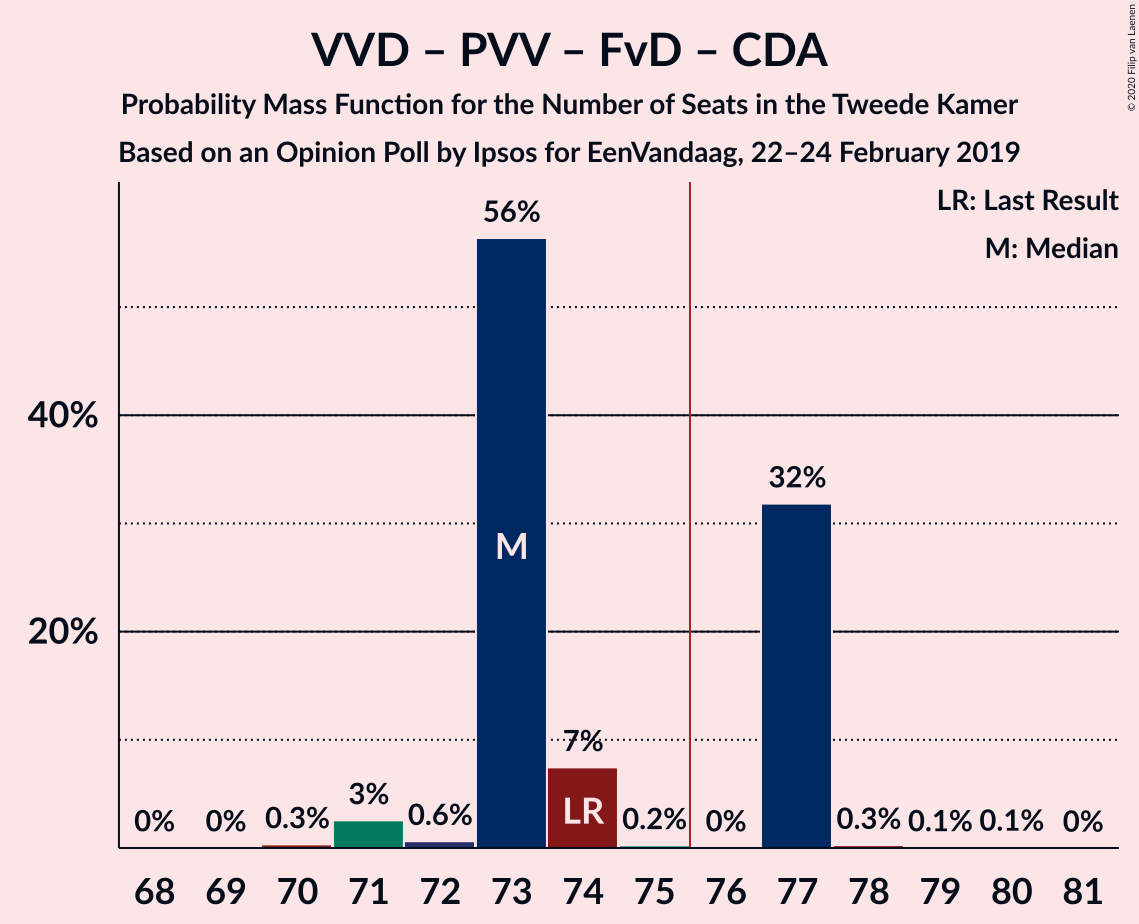 VVD – PVV – FvD – CDA
Probability Mass Function for the Number of Seats in the Tweede Kamer
Based on an Opinion Poll by Ipsos for EenVandaag, 22–24 February 2019
© 2020 Filip van Laenen
LR: Last Result
M: Median
56%
40%
32%
M
20%
7%
3%
LR
0% 0% 0.3% 0.6% 0.2% 0% 0.3% 0.1% 0.1% 0%
68 69 70 71 72 73 74 75 76 77 78 79 80 81